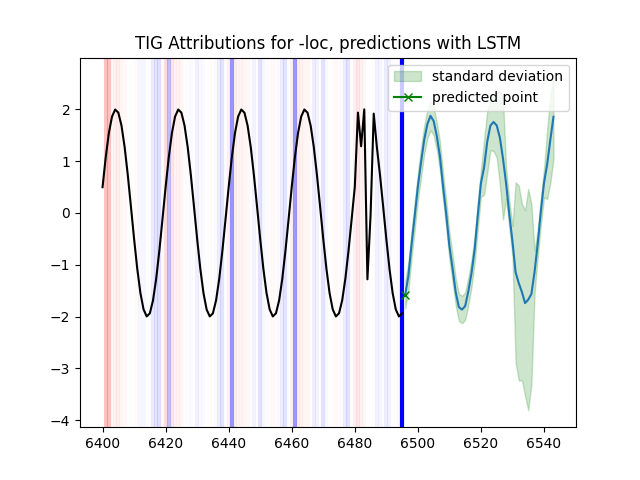 TIG Attributions for -loc, predictions with LSTM
standard deviation
predicted point
2
1
0
−1
−2
−3
−4
6400 6420 6440 6460 6480 6500 6520 6540